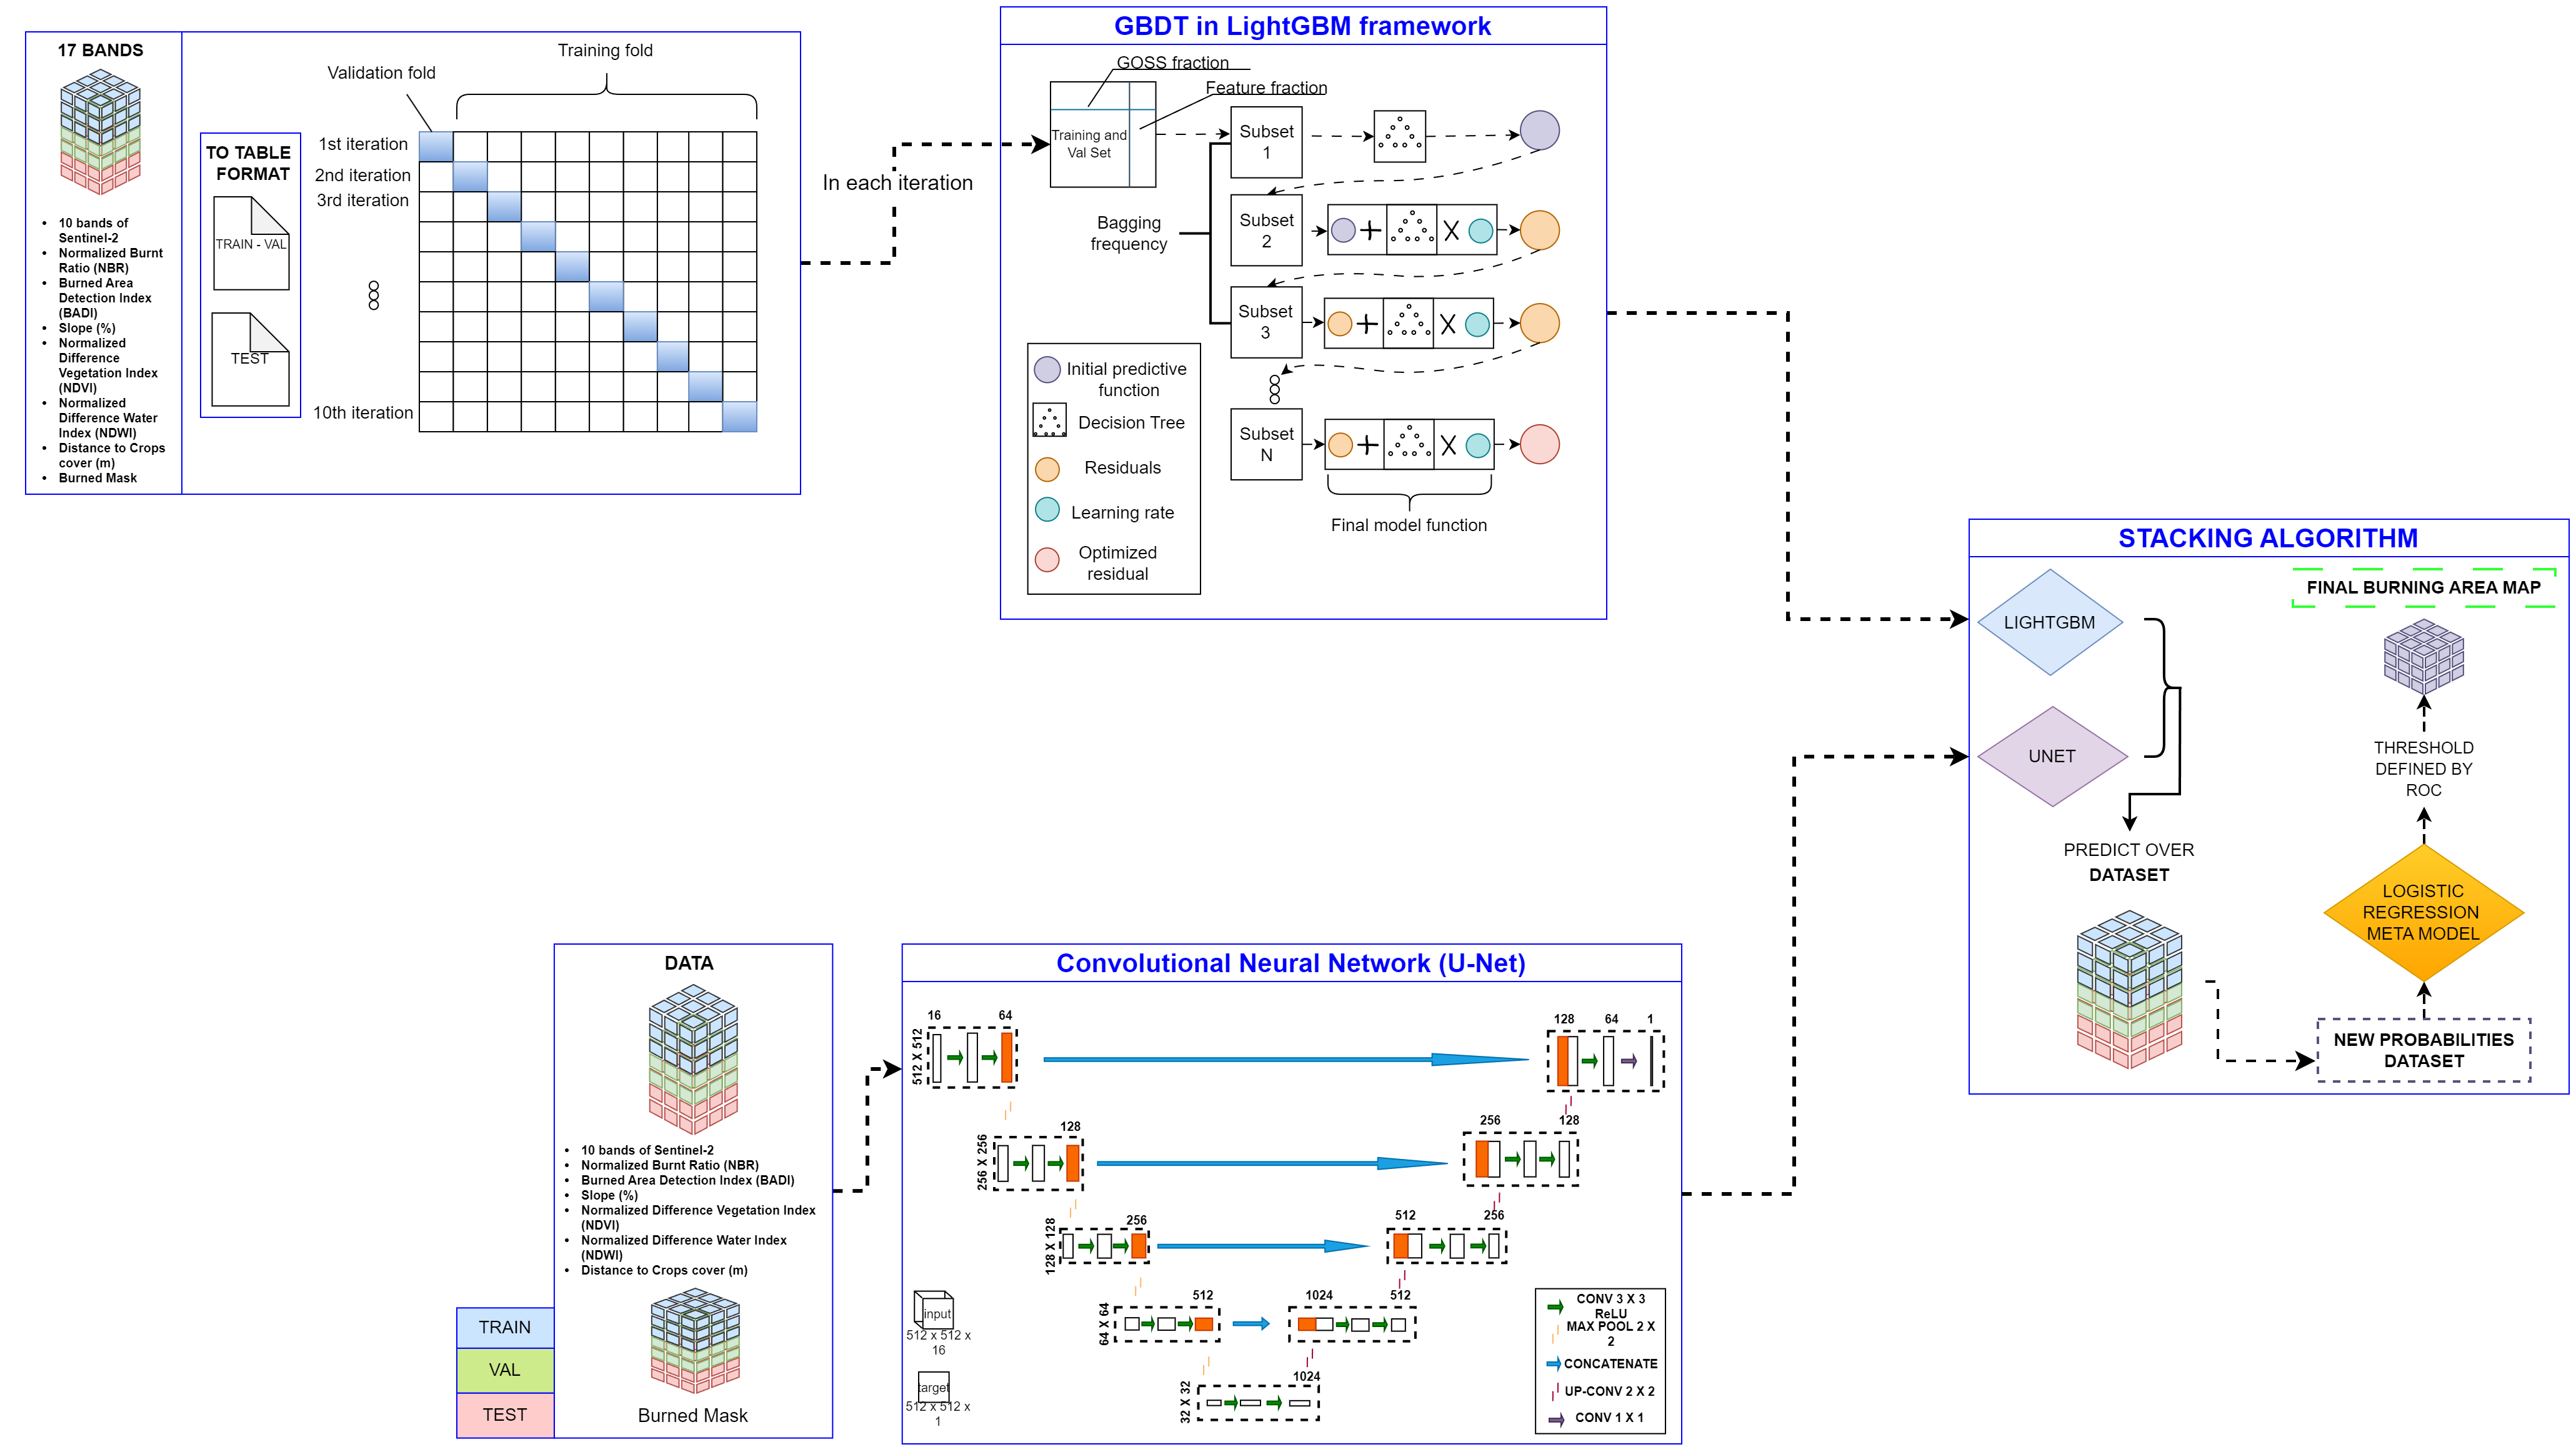 17 BANDS
10 bands of
Sentinel-2
Normalized Burnt
Ratio (NBR)
Burned Area
Detection Index
(BADI)
Slope (%)
Normalized
Difference
Vegetation Index
(NDVI)
Normalized
Difference Water
Index (NDWI)
Distance to Crops
cover (m)
Burned Mask
TO TABLE
FORMAT
TRAIN - VAL
TEST
Training fold
Validation fold
1st iteration
2nd iteration
3rd iteration
10th iteration
In each iteration
GBDT in LightGBM framework
GOSS fraction
Feature fraction
Training and
Val Set
Subset
1
Subset
2
Bagging
frequency
Subset
3
Subset
N
Final model function
Initial predictive
function
Decision Tree
Residuals
Learning rate
Optimized
residual
STACKING ALGORITHM
LIGHTGBM
UNET
PREDICT OVER
DATASET
FINAL BURNING AREA MAP
THRESHOLD
DEFINED BY
ROC
LOGISTIC
REGRESSION
META MODEL
NEW PROBABILITIES
DATASET
DATA
10 bands of Sentinel-2
Normalized Burnt Ratio (NBR)
Burned Area Detection Index (BADI)
Slope (%)
Normalized Difference Vegetation Index
(NDVI)
Normalized Difference Water Index
(NDWI)
Distance to Crops cover (m)
Burned Mask
TRAIN
VAL
TEST
Convolutional Neural Network (U-Net)
16 64
512 X 512
128 64 1
128
256 X 256
256 128
256
128 X 128
512 256
512
64 X 64
1024 512
1024
32 X 32
input
512 x 512 x
16
target
512 x 512 x
1
CONV 3 X 3
ReLU
MAX POOL 2 X
2
CONCATENATE
UP-CONV 2 X 2
CONV 1 X 1